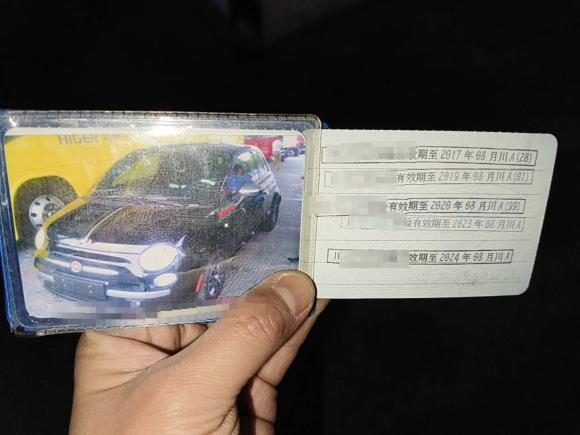 HIGER
效期至 2017年08月川A(28)
有效期至 2019年08月川A(01)
有效期至 2020年08月川A(99)
有效期至 2023年08月川A
有效期至 2024年08月川A